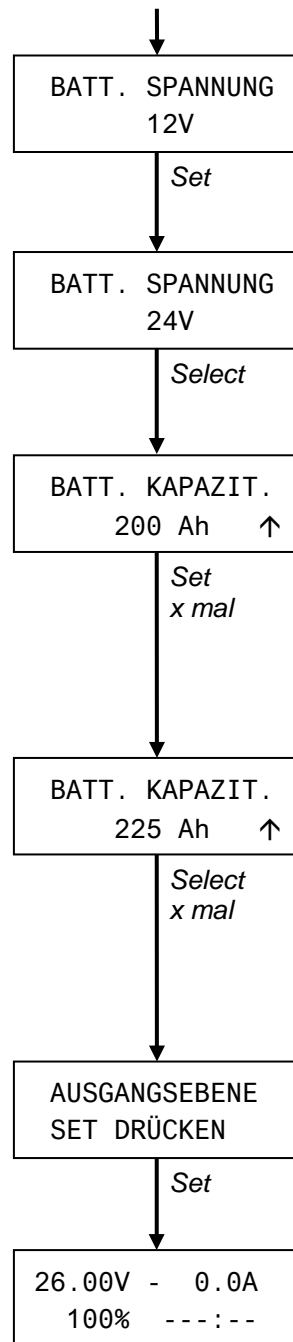 BATT. SPANNUNG
12V
Set
BATT. SPANNUNG
24V
Select
BATT. KAPAZIT.
200 Ah ↑
Set
x mal
BATT. KAPAZIT.
225 Ah ↑
Select
x mal
AUSGANGSEBENE
SET DRÜCKEN
Set
26.00V - 0.0A
100% ---:--